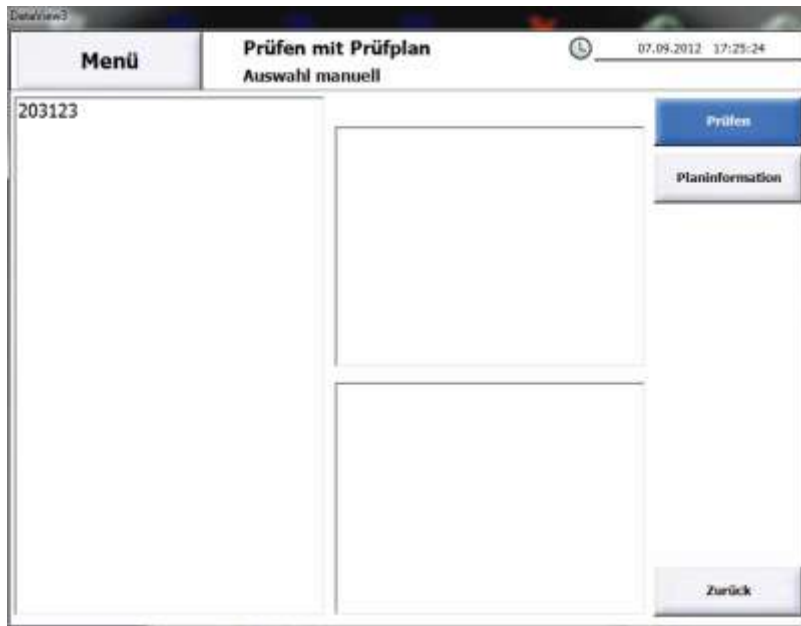 DataView3
Menü
Prüfen mit Prüfplan
Auswahl manuell
07.09.2012 17:25:24
203123
Prüfen
Planinformation
Zurück